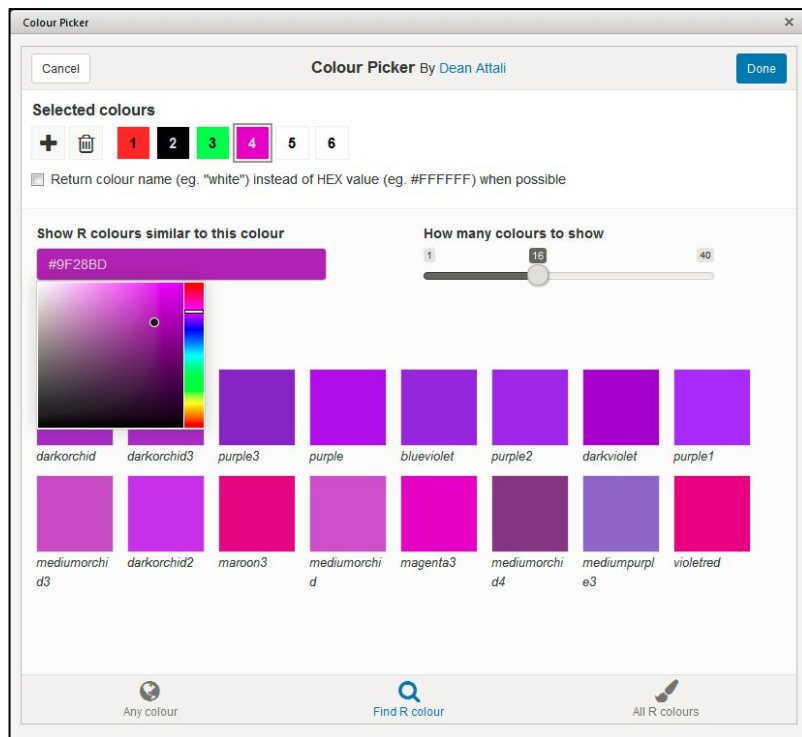 Colour Picker
Cancel
Colour Picker By Dean Attali
Done
Selected colours
1 2 3 4 5 6
Return colour name (eg. "white") instead of HEX value (eg. #FFFFFF) when possible
Show R colours similar to this colour
How many colours to show
#9F28BD
1 16 40
darkorchid darkorchid3 purple3 purple blueviolet purple2 darkviolet purple1
mediumorchi darkorchid2 maroon3 mediumorchi magenta3 mediumorchi mediumpurpl violetred
d3 d d4 e3
Any colour Find R colour All R colours